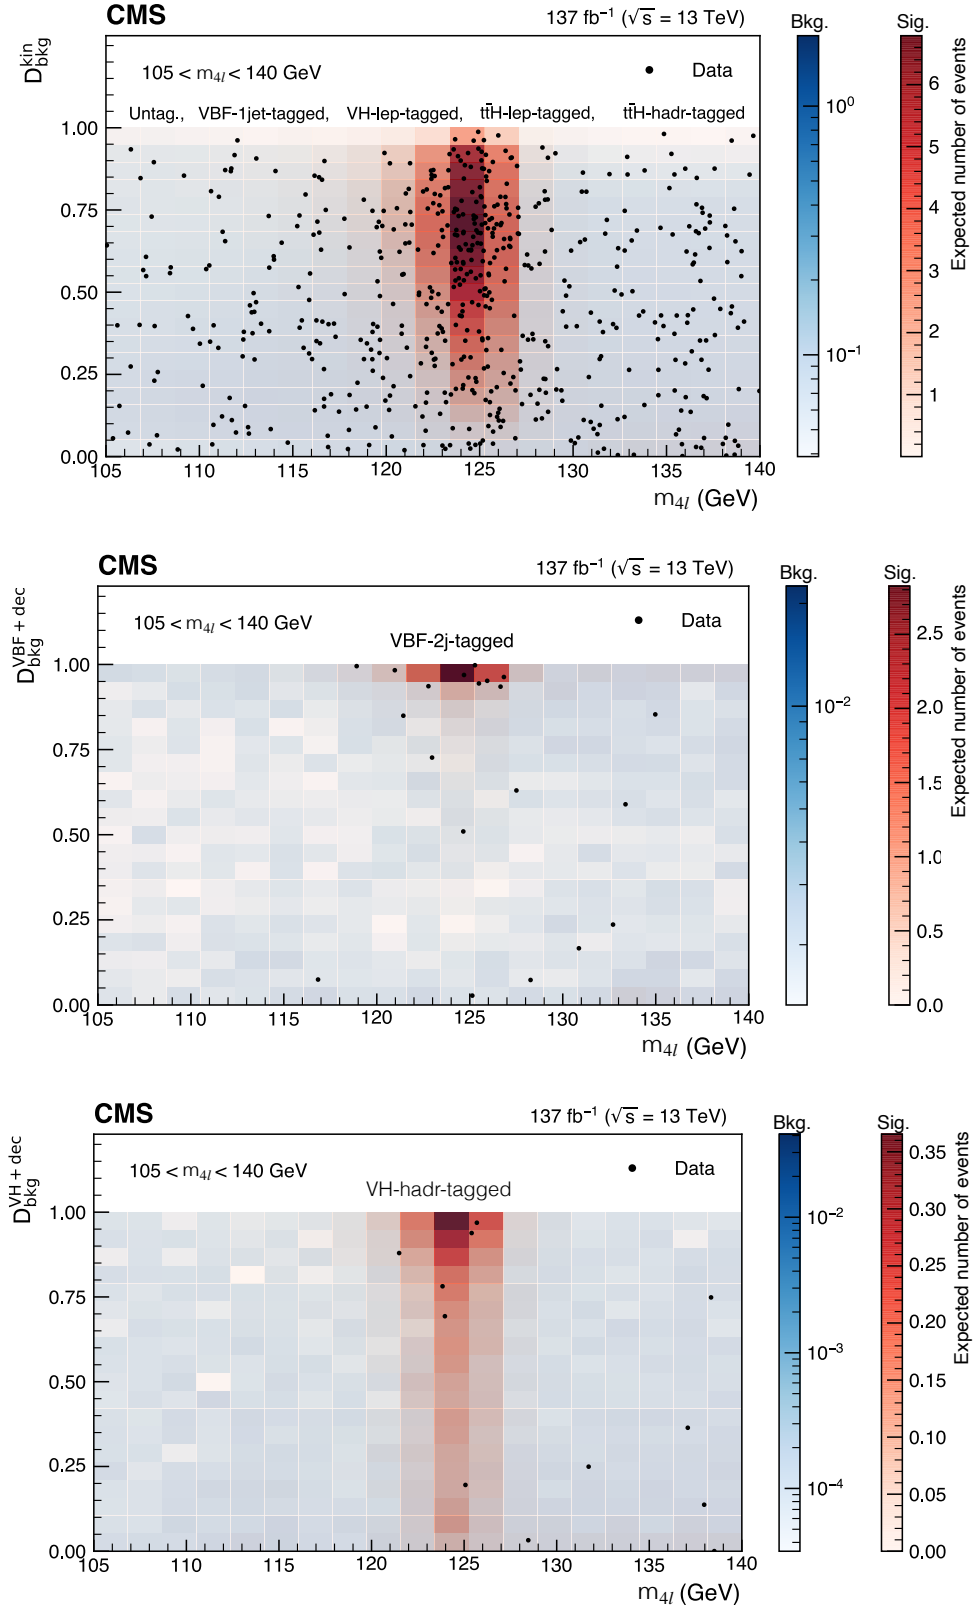 CMS 137 fb⁻¹ (√s = 13 TeV) Bkg. Sig.
105 < m4l < 140 GeV Data
Untag., VBF-1jet-tagged, VH-lep-tagged, tt̄H-lep-tagged, tt̄H-hadr-tagged
D^kin_bkg
1.00
0.75
0.50
0.25
0.00
105 110 115 120 125 130 135 140
m4l (GeV)
10⁰
10⁻¹
6
5
4
3
2
1
Expected number of events
CMS 137 fb⁻¹ (√s = 13 TeV) Bkg. Sig.
105 < m4l < 140 GeV Data
VBF-2j-tagged
D^VBF+dec_bkg
1.00
0.75
0.50
0.25
0.00
105 110 115 120 125 130 135 140
m4l (GeV)
10⁻²
2.5
2.0
1.5
1.0
0.5
0.0
Expected number of events
CMS 137 fb⁻¹ (√s = 13 TeV) Bkg. Sig.
105 < m4l < 140 GeV Data
VH-hadr-tagged
D^VH+dec_bkg
1.00
0.75
0.50
0.25
0.00
105 110 115 120 125 130 135 140
m4l (GeV)
10⁻²
10⁻³
10⁻⁴
0.35
0.30
0.25
0.20
0.15
0.10
0.05
0.00
Expected number of events